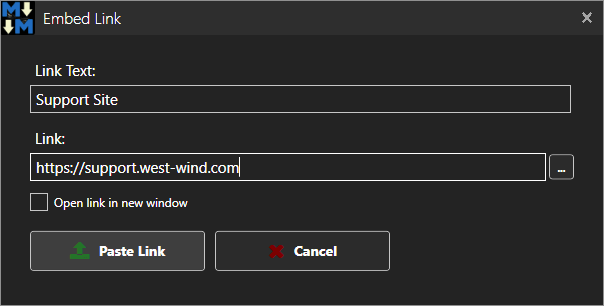 Embed Link
Link Text:
Support Site
Link:
https://support.west-wind.com
...
Open link in new window
Paste Link
Cancel